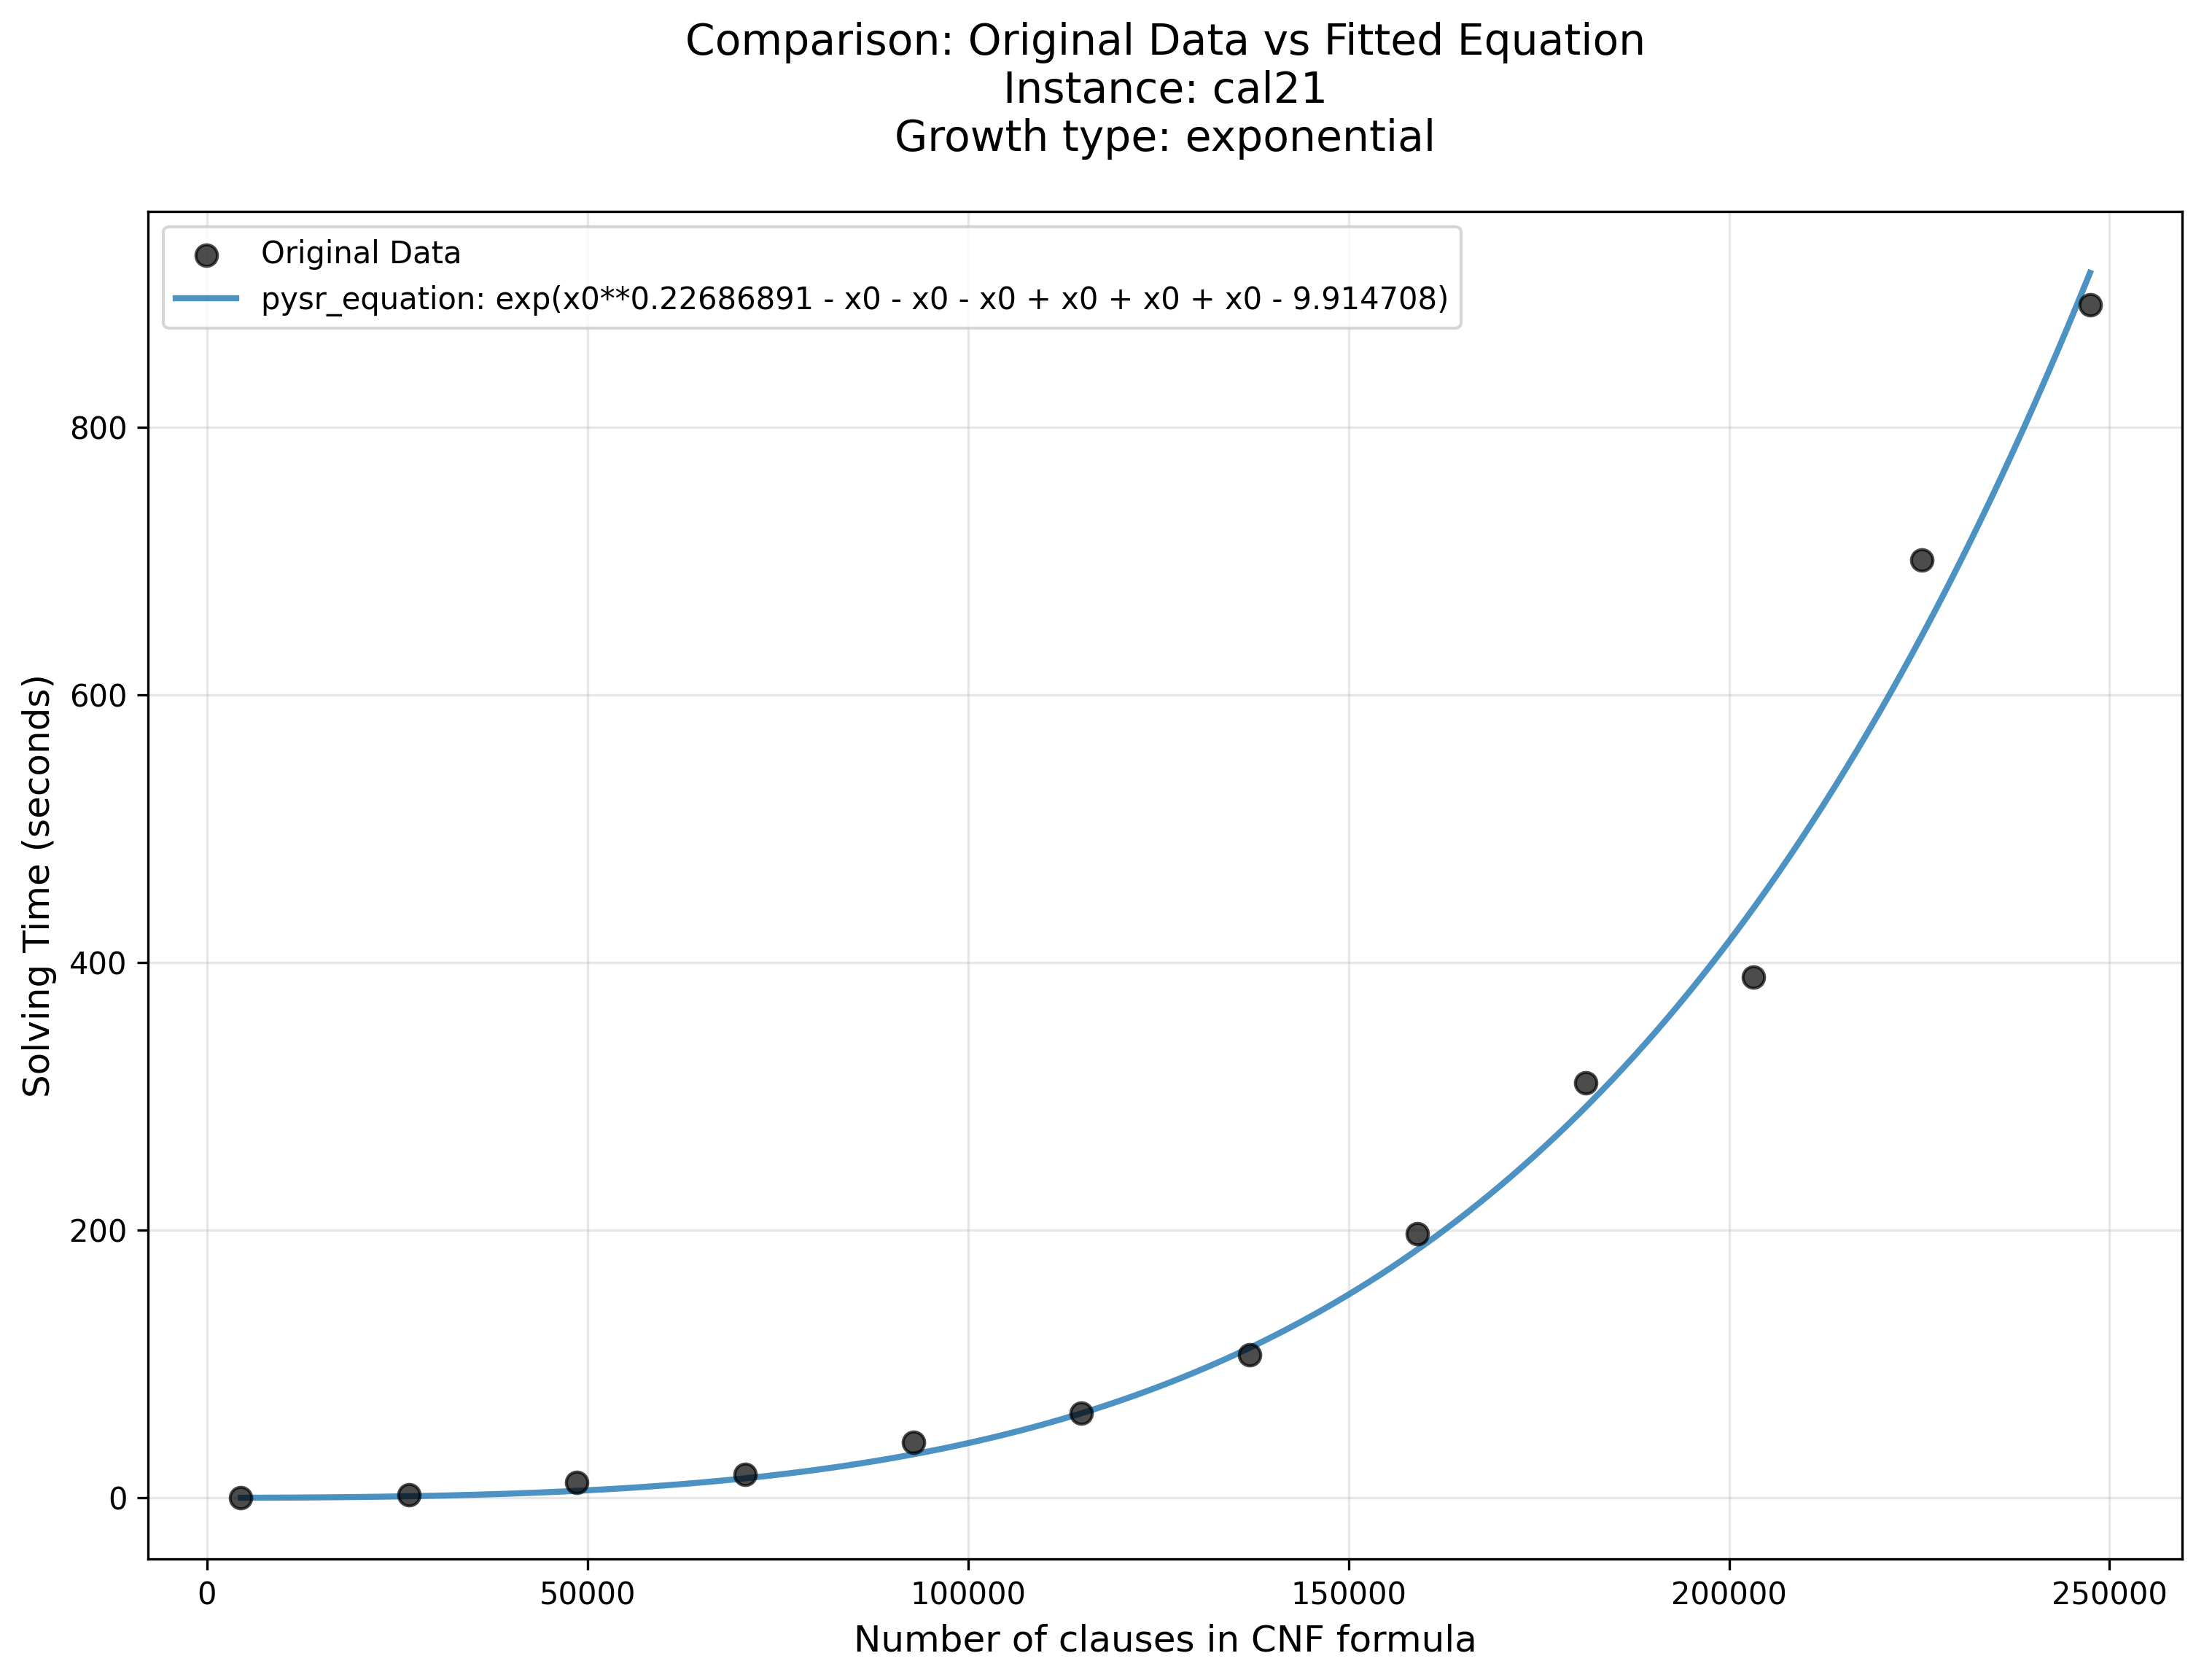 Comparison: Original Data vs Fitted Equation
Instance: cal21
Growth type: exponential
Original Data
pysr_equation: exp(x0**0.22686891 - x0 - x0 - x0 + x0 + x0 + x0 - 9.914708)
Solving Time (seconds)
800
600
400
200
0
0 50000 100000 150000 200000 250000
Number of clauses in CNF formula